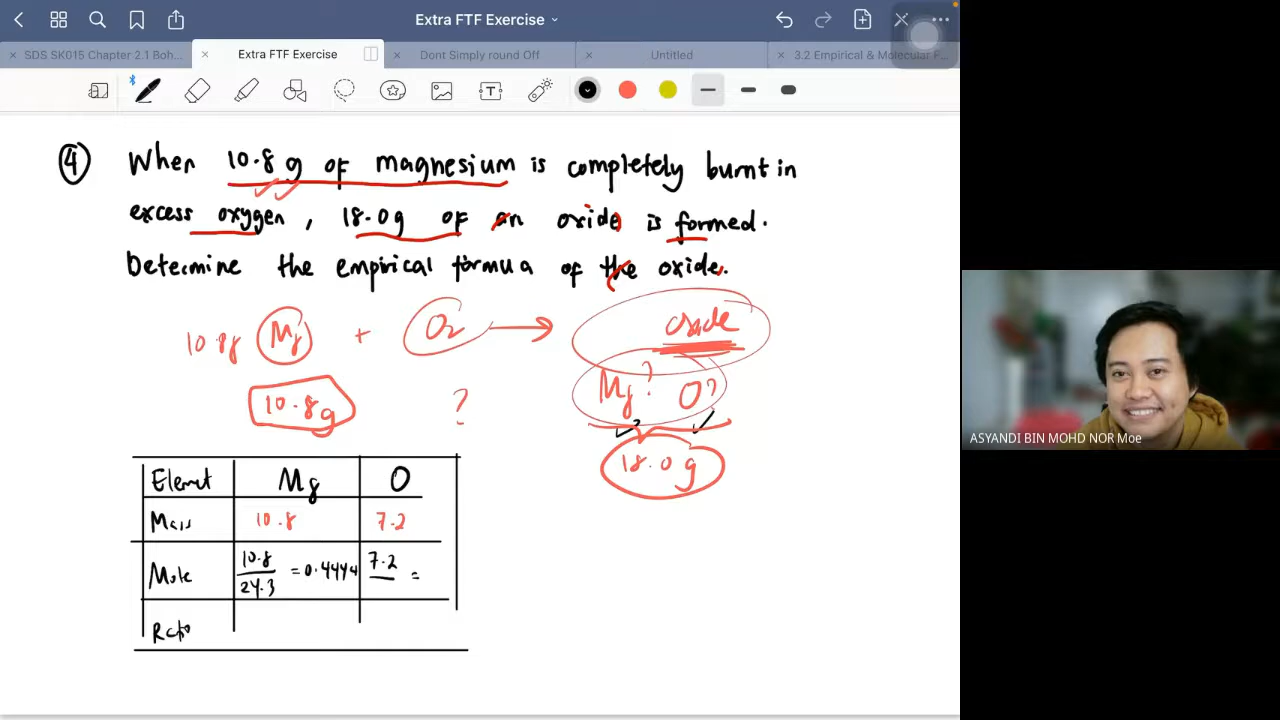 Extra FTF Exercise
SDS SK015 Chapter 2.1 Boh...
Extra FTF Exercise
Dont Simply round Off
Untitled
3.2 Empirical & Molecular F...
4 When 10.8 g of magnesium is completely burnt in
excess oxygen, 18.0g of an oxide is formed.
Determine the empirical formua of the oxide.
10.8g Mg + O2 → oxide
10.8g ? Mg? O?
18.0 g
Element Mg O
Mass 10.8 7.2
Mole 10.8/24.3 = 0.4444 7.2/ =
Ratio
ASYANDI BIN MOHD NOR Moe